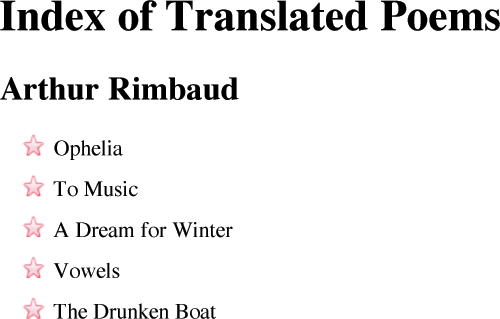 Index of Translated Poems
Arthur Rimbaud
Ophelia
To Music
A Dream for Winter
Vowels
The Drunken Boat